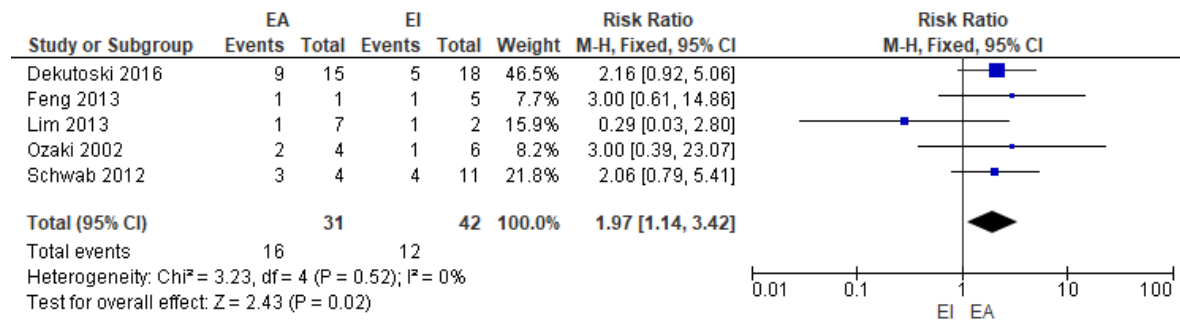 EA EI Risk Ratio Risk Ratio
Study or Subgroup Events Total Events Total Weight M-H, Fixed, 95% CI M-H, Fixed, 95% CI
Dekutoski 2016 9 15 5 18 46.5% 2.16 [0.92, 5.06]
Feng 2013 1 1 1 5 7.7% 3.00 [0.61, 14.86]
Lim 2013 1 7 1 2 15.9% 0.29 [0.03, 2.80]
Ozaki 2002 2 4 1 6 8.2% 3.00 [0.39, 23.07]
Schwab 2012 3 4 4 11 21.8% 2.06 [0.79, 5.41]
Total (95% CI) 31 42 100.0% 1.97 [1.14, 3.42]
Total events 16 12
Heterogeneity: Chi² = 3.23, df = 4 (P = 0.52); I² = 0%
Test for overall effect: Z = 2.43 (P = 0.02)
0.01 0.1 1 10 100
EI EA